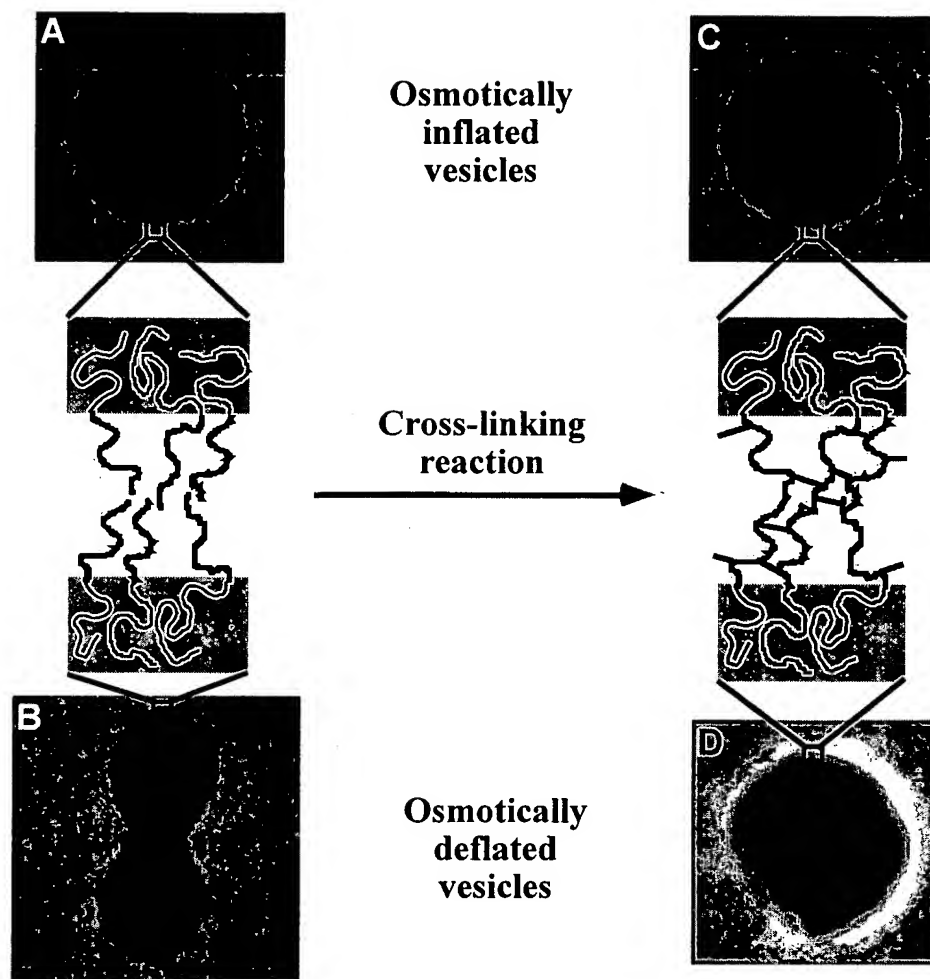 A
C
Osmotically
inflated
vesicles
Cross-linking
reaction
B
D
Osmotically
deflated
vesicles